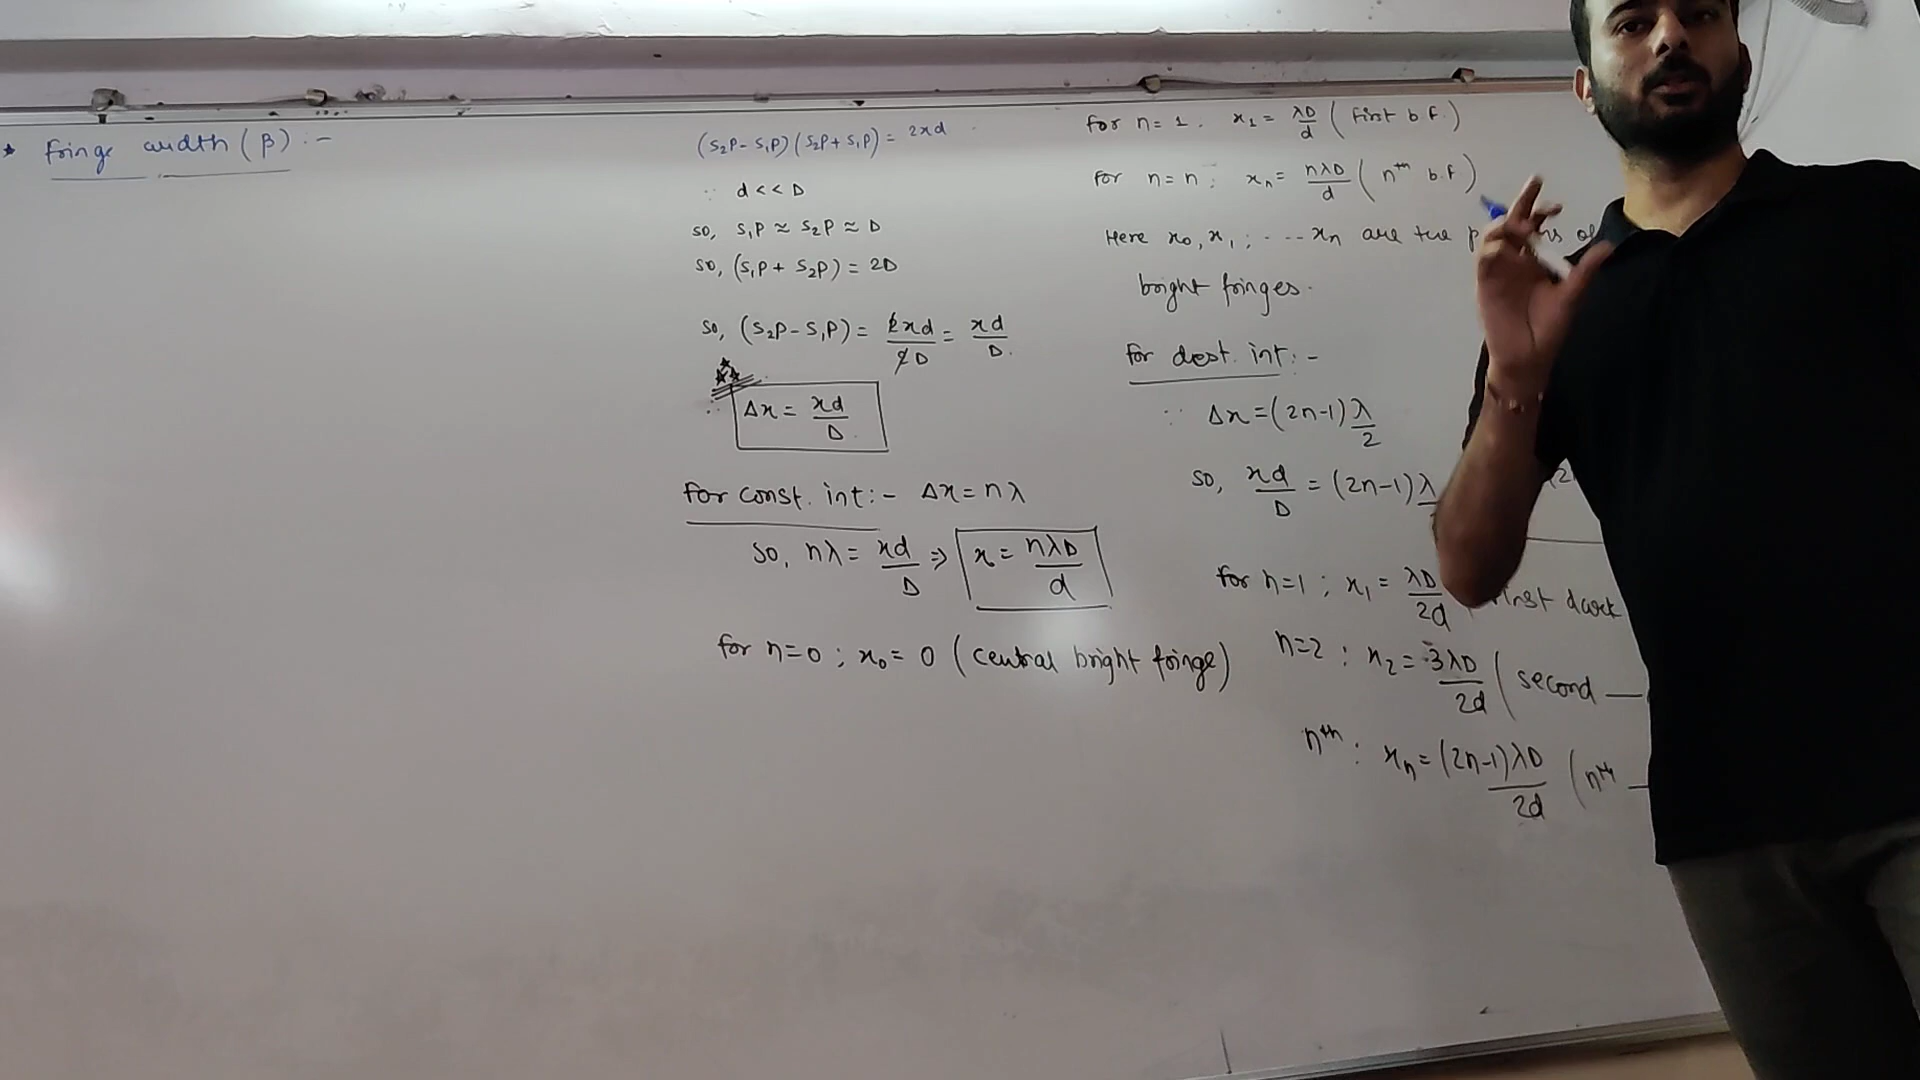 * Fringe width (β) :-
(S₂P - S₁P) (S₂P + S₁P) = 2xd
∵ d << D
so, S₁P ≈ S₂P ≈ D
so, (S₁P + S₂P) = 2D
so, (S₂P - S₁P) = 2xd/2D = xd/D.
∴ Δx = xd/D
For const. int :- Δx = nλ
so, nλ = xd/D ⇒ x = nλD/d
for n=0 ; x₀ = 0 (central bright fringe)
for n=1. x₁ = λD/d (First b.f.)
For n=n ; xₙ = nλD/d (nᵗʰ b.f)
Here x₀, x₁, ; ---- xₙ are the
bright fringes.
For dest. int :-
∵ Δx = (2n-1) λ/2
so, xd/D = (2n-1) λ
for n=1 ; x₁ = λD/2d dark
n=2 ; x₂ = 3λD/2d (second —
nᵗʰ : xₙ = (2n-1)λD/2d (nᵗʰ —